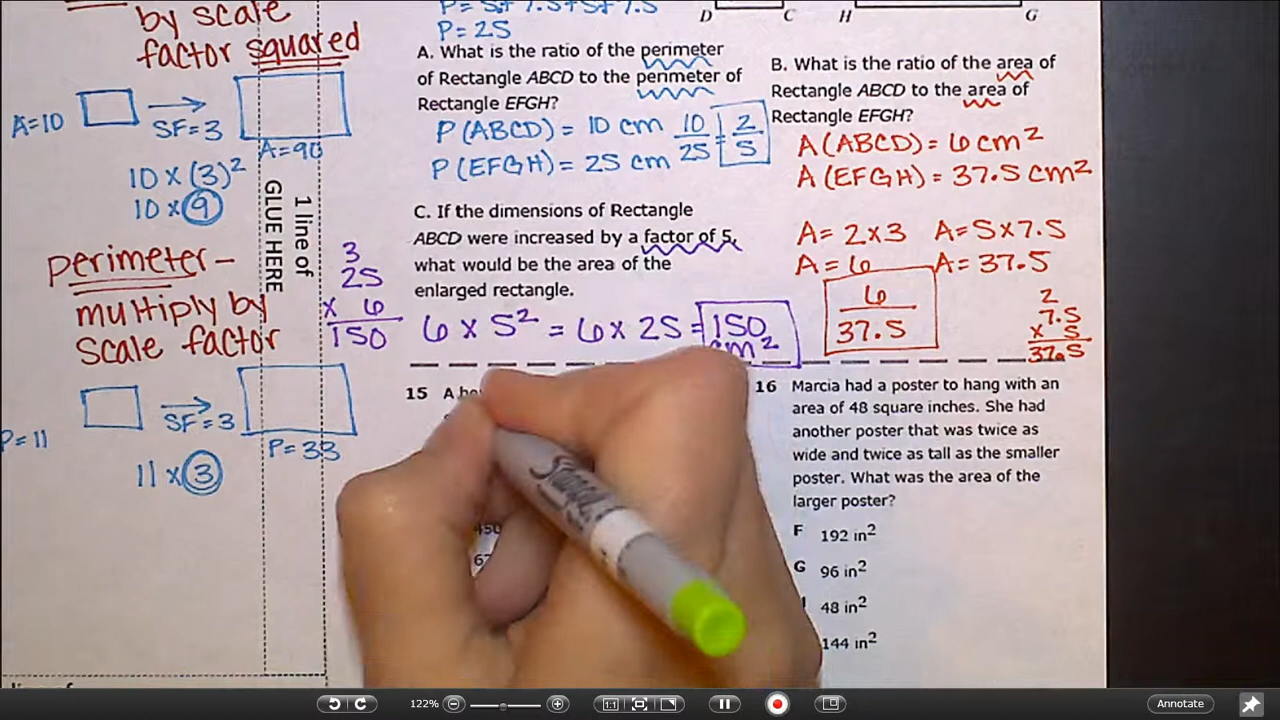 by scale
factor squared
A=10
SF=3
A=90
10 x (3)²
10 x 9
perimeter -
multiply by
scale factor
SF=3
P=11
P=33
11 x 3
1 line of
GLUE HERE
P=25
D C H G
A. What is the ratio of the perimeter
of Rectangle ABCD to the perimeter of
Rectangle EFGH?
P(ABCD) = 10 cm 10/25 = 2/5
P(EFGH) = 25 cm
B. What is the ratio of the area of
Rectangle ABCD to the area of
Rectangle EFGH?
A(ABCD) = 6 cm²
A(EFGH) = 37.5 cm²
A = 2x3 A = 5x7.5
A = 6 A = 37.5
6
37.5
2
7.5
x 5
37.5
C. If the dimensions of Rectangle
ABCD were increased by a factor of 5,
what would be the area of the
enlarged rectangle.
3
25
x 6
150
6 x 5² = 6 x 25 = 150
cm²
15 A
16 Marcia had a poster to hang with an
area of 48 square inches. She had
another poster that was twice as
wide and twice as tall as the smaller
poster. What was the area of the
larger poster?
F 192 in²
G 96 in²
48 in²
144 in²
Sharpie
122%
1:1
Annotate